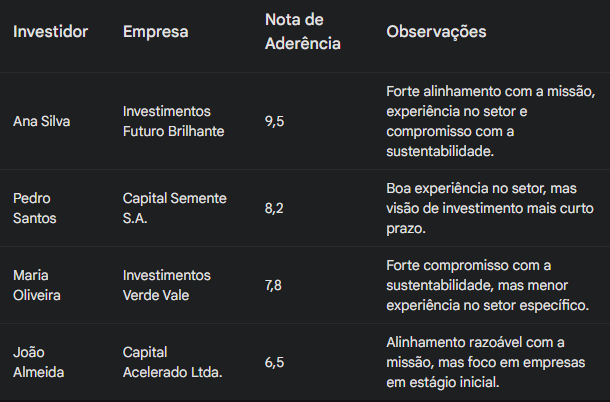 Investidor Empresa Nota de Aderência Observações
Ana Silva Investimentos Futuro Brilhante 9,5 Forte alinhamento com a missão, experiência no setor e compromisso com a sustentabilidade.
Pedro Santos Capital Semente S.A. 8,2 Boa experiência no setor, mas visão de investimento mais curto prazo.
Maria Oliveira Investimentos Verde Vale 7,8 Forte compromisso com a sustentabilidade, mas menor experiência no setor específico.
João Almeida Capital Acelerado Ltda. 6,5 Alinhamento razoável com a missão, mas foco em empresas em estágio inicial.